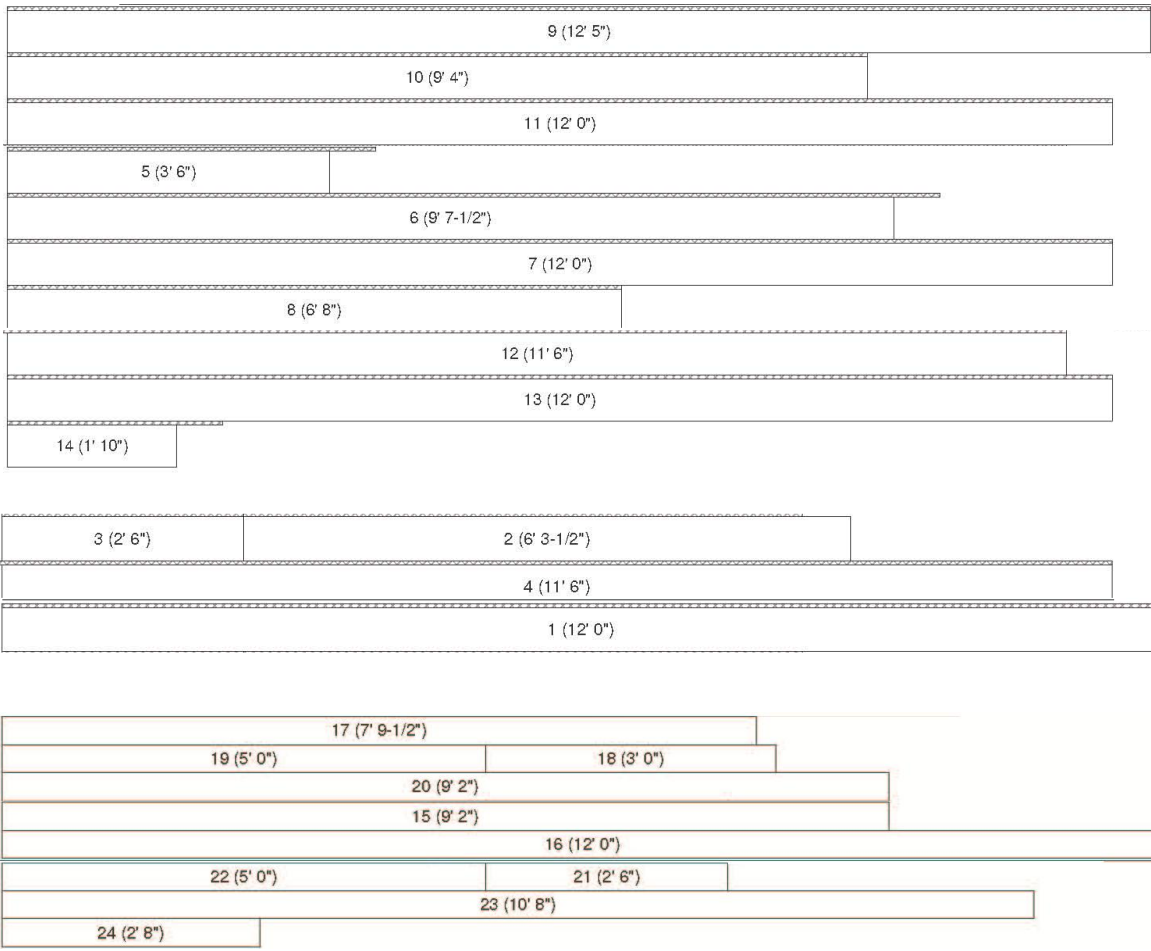 9 (12' 5")
10 (9' 4")
11 (12' 0")
5 (3' 6")
6 (9' 7-1/2")
7 (12' 0")
8 (6' 8")
12 (11' 6")
13 (12' 0")
14 (1' 10")
3 (2' 6") 2 (6' 3-1/2")
4 (11' 6")
1 (12' 0")
17 (7' 9-1/2")
19 (5' 0") 18 (3' 0")
20 (9' 2")
15 (9' 2")
16 (12' 0")
22 (5' 0") 21 (2' 6")
23 (10' 8")
24 (2' 8")